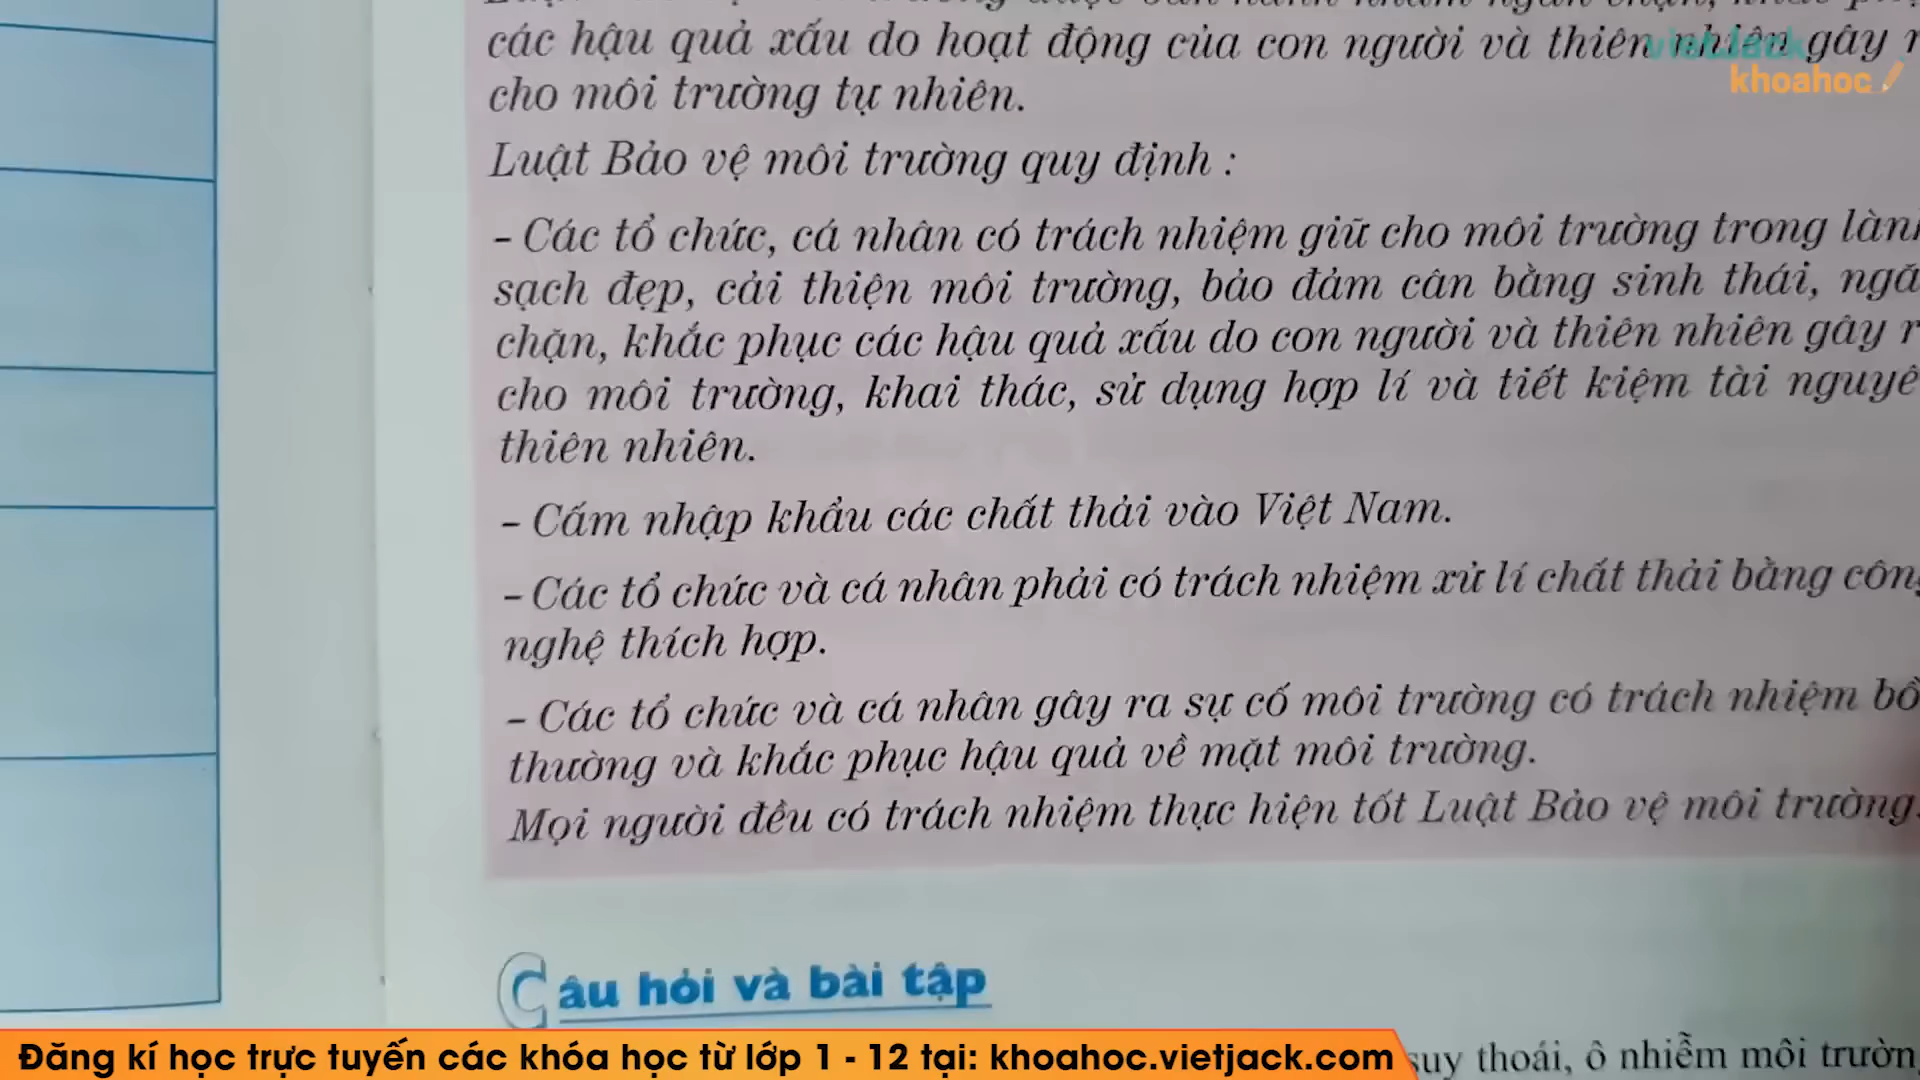 các hậu quả xấu do hoạt động của con người và thiên nhiên gây
cho môi trường tự nhiên.
khoahoc
Luật Bảo vệ môi trường quy định :
- Các tổ chức, cá nhân có trách nhiệm giữ cho môi trường trong
sạch đẹp, cải thiện môi trường, bảo đảm cân bằng sinh thái,
chặn, khắc phục các hậu quả xấu do con người và thiên nhiên gây
cho môi trường, khai thác, sử dụng hợp lí và tiết kiệm tài
thiên nhiên.
- Cấm nhập khẩu các chất thải vào Việt Nam.
- Các tổ chức và cá nhân phải có trách nhiệm xử lí chất thải bằng
nghệ thích hợp.
- Các tổ chức và cá nhân gây ra sự cố môi trường có trách nhiệm
thường và khắc phục hậu quả về mặt môi trường.
Mọi người đều có trách nhiệm thực hiện tốt Luật Bảo vệ môi trường.
Câu hỏi và bài tập
Đăng kí học trực tuyến các khóa học từ lớp 1 - 12 tại: khoahoc.vietjack.com
suy thoái, ô nhiễm môi